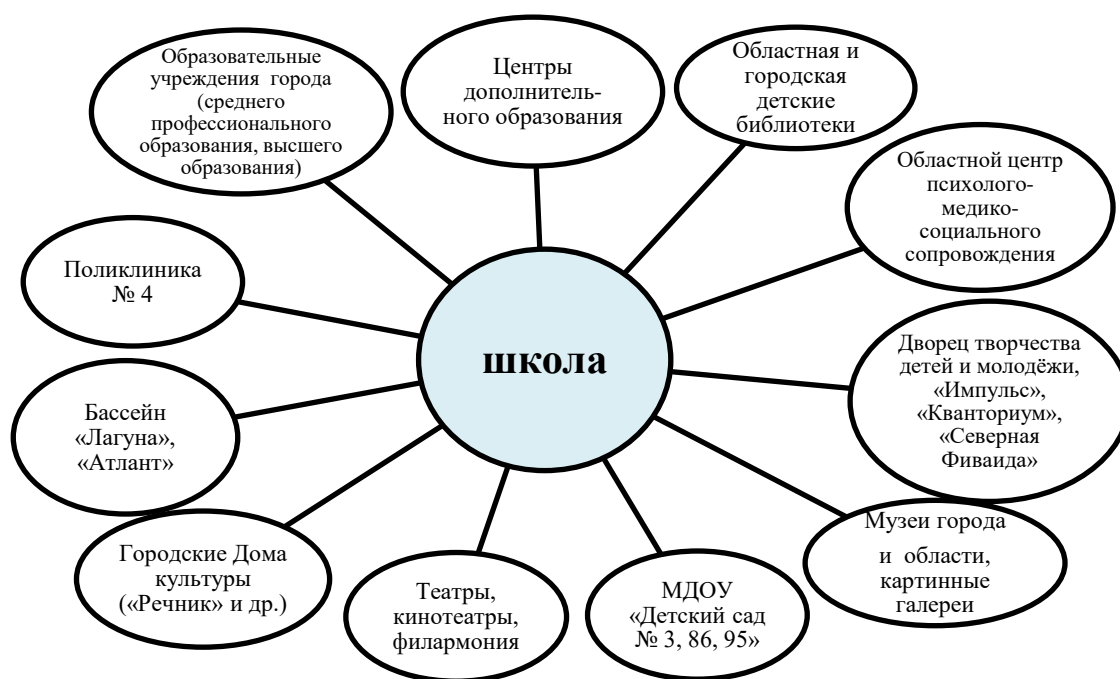 Образовательные
учреждения города
(среднего
профессионального
образования, высшего
образования)
Центры
дополнитель-
ного образования
Областная и
городская
детские
библиотеки
Областной центр
психолого-
медико-
социального
сопровождения
Поликлиника
№ 4
школа
Дворец творчества
детей и молодёжи,
«Импульс»,
«Кванториум»,
«Северная
Фиваида»
Бассейн
«Лагуна»,
«Атлант»
Музеи города
и области,
картинные
галереи
Городские Дома
культуры
(«Речник» и др.)
Театры,
кинотеатры,
филармония
МДОУ
«Детский сад
№ 3, 86, 95»